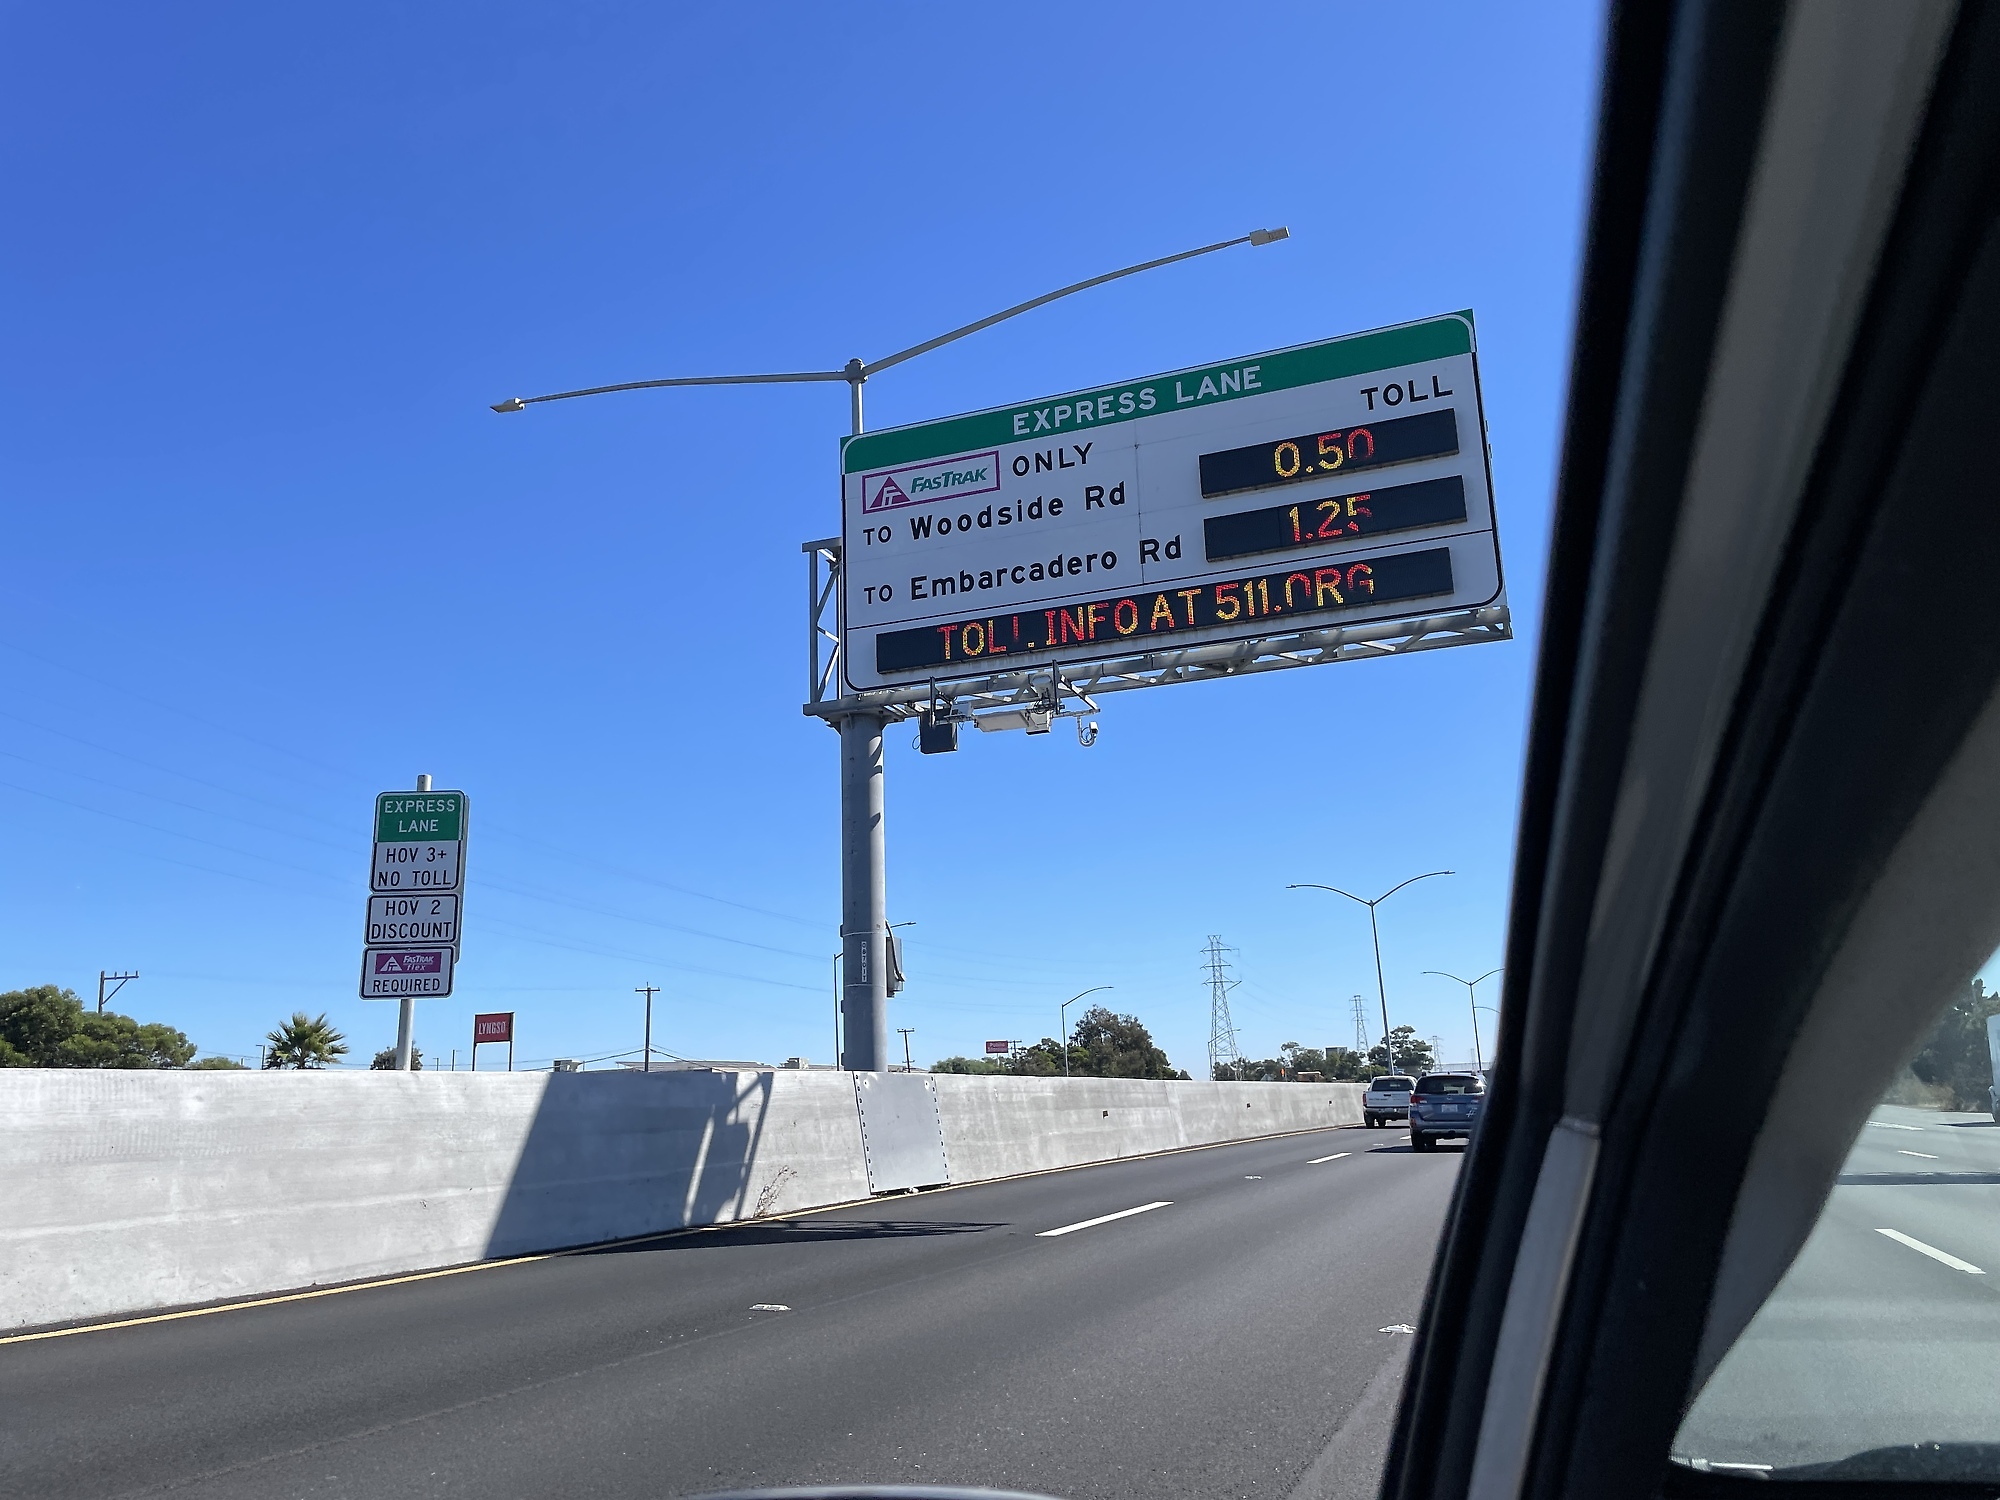 EXPRESS LANE
TOLL
FASTRAK ONLY
TO Woodside Rd 0.50
TO Embarcadero Rd 1.25
TOLL INFO AT 511.ORG
EXPRESS
LANE
HOV 3+
NO TOLL
HOV 2
DISCOUNT
FASTRAK
flex
REQUIRED
LYNGSO
Public